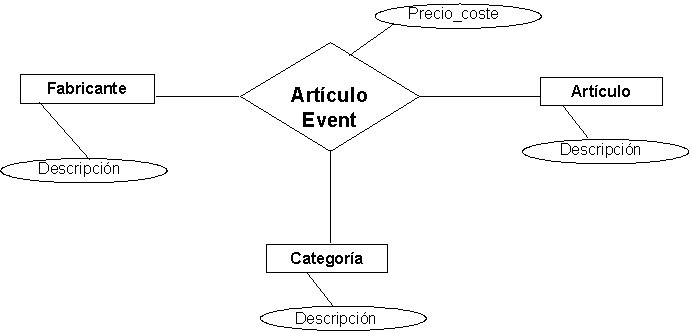 Precio_coste
Fabricante
Artículo
Event
Artículo
Descripción
Descripción
Categoría
Descripción